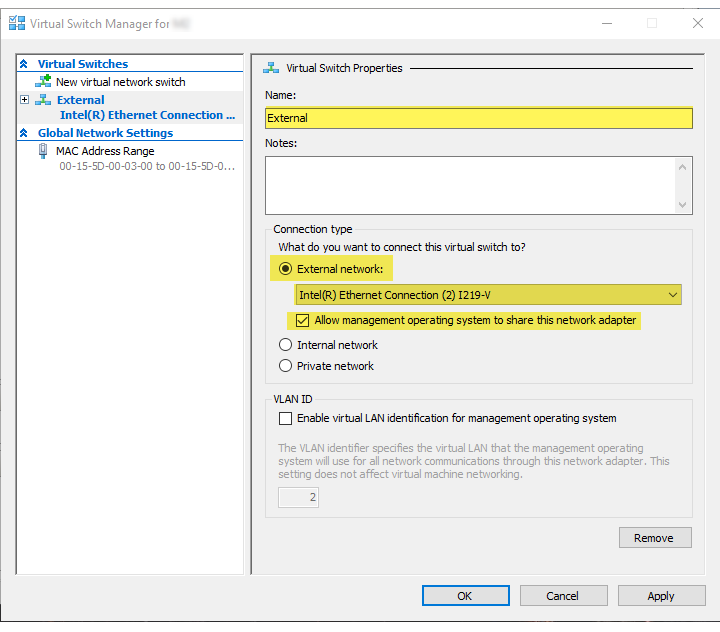 Virtual Switch Manager for
Virtual Switches
New virtual network switch
External
Intel(R) Ethernet Connection ...
Global Network Settings
MAC Address Range
00-15-5D-00-03-00 to 00-15-5D-0...
Virtual Switch Properties
Name:
External
Notes:
Connection type
What do you want to connect this virtual switch to?
External network:
Intel(R) Ethernet Connection (2) I219-V
Allow management operating system to share this network adapter
Internal network
Private network
VLAN ID
Enable virtual LAN identification for management operating system
The VLAN identifier specifies the virtual LAN that the management operating
system will use for all network communications through this network adapter. This
setting does not affect virtual machine networking.
2
Remove
OK
Cancel
Apply